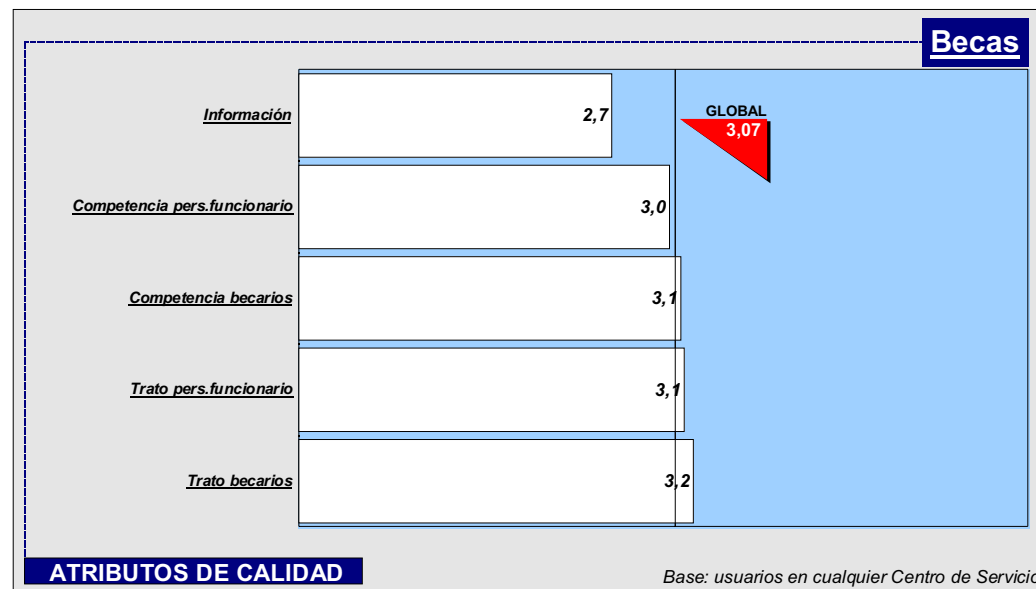 Becas
Información
2,7
GLOBAL
3,07
Competencia pers.funcionario
3,0
Competencia becarios
3,1
Trato pers.funcionario
3,1
Trato becarios
3,2
ATRIBUTOS DE CALIDAD
Base: usuarios en cualquier Centro de Servicio